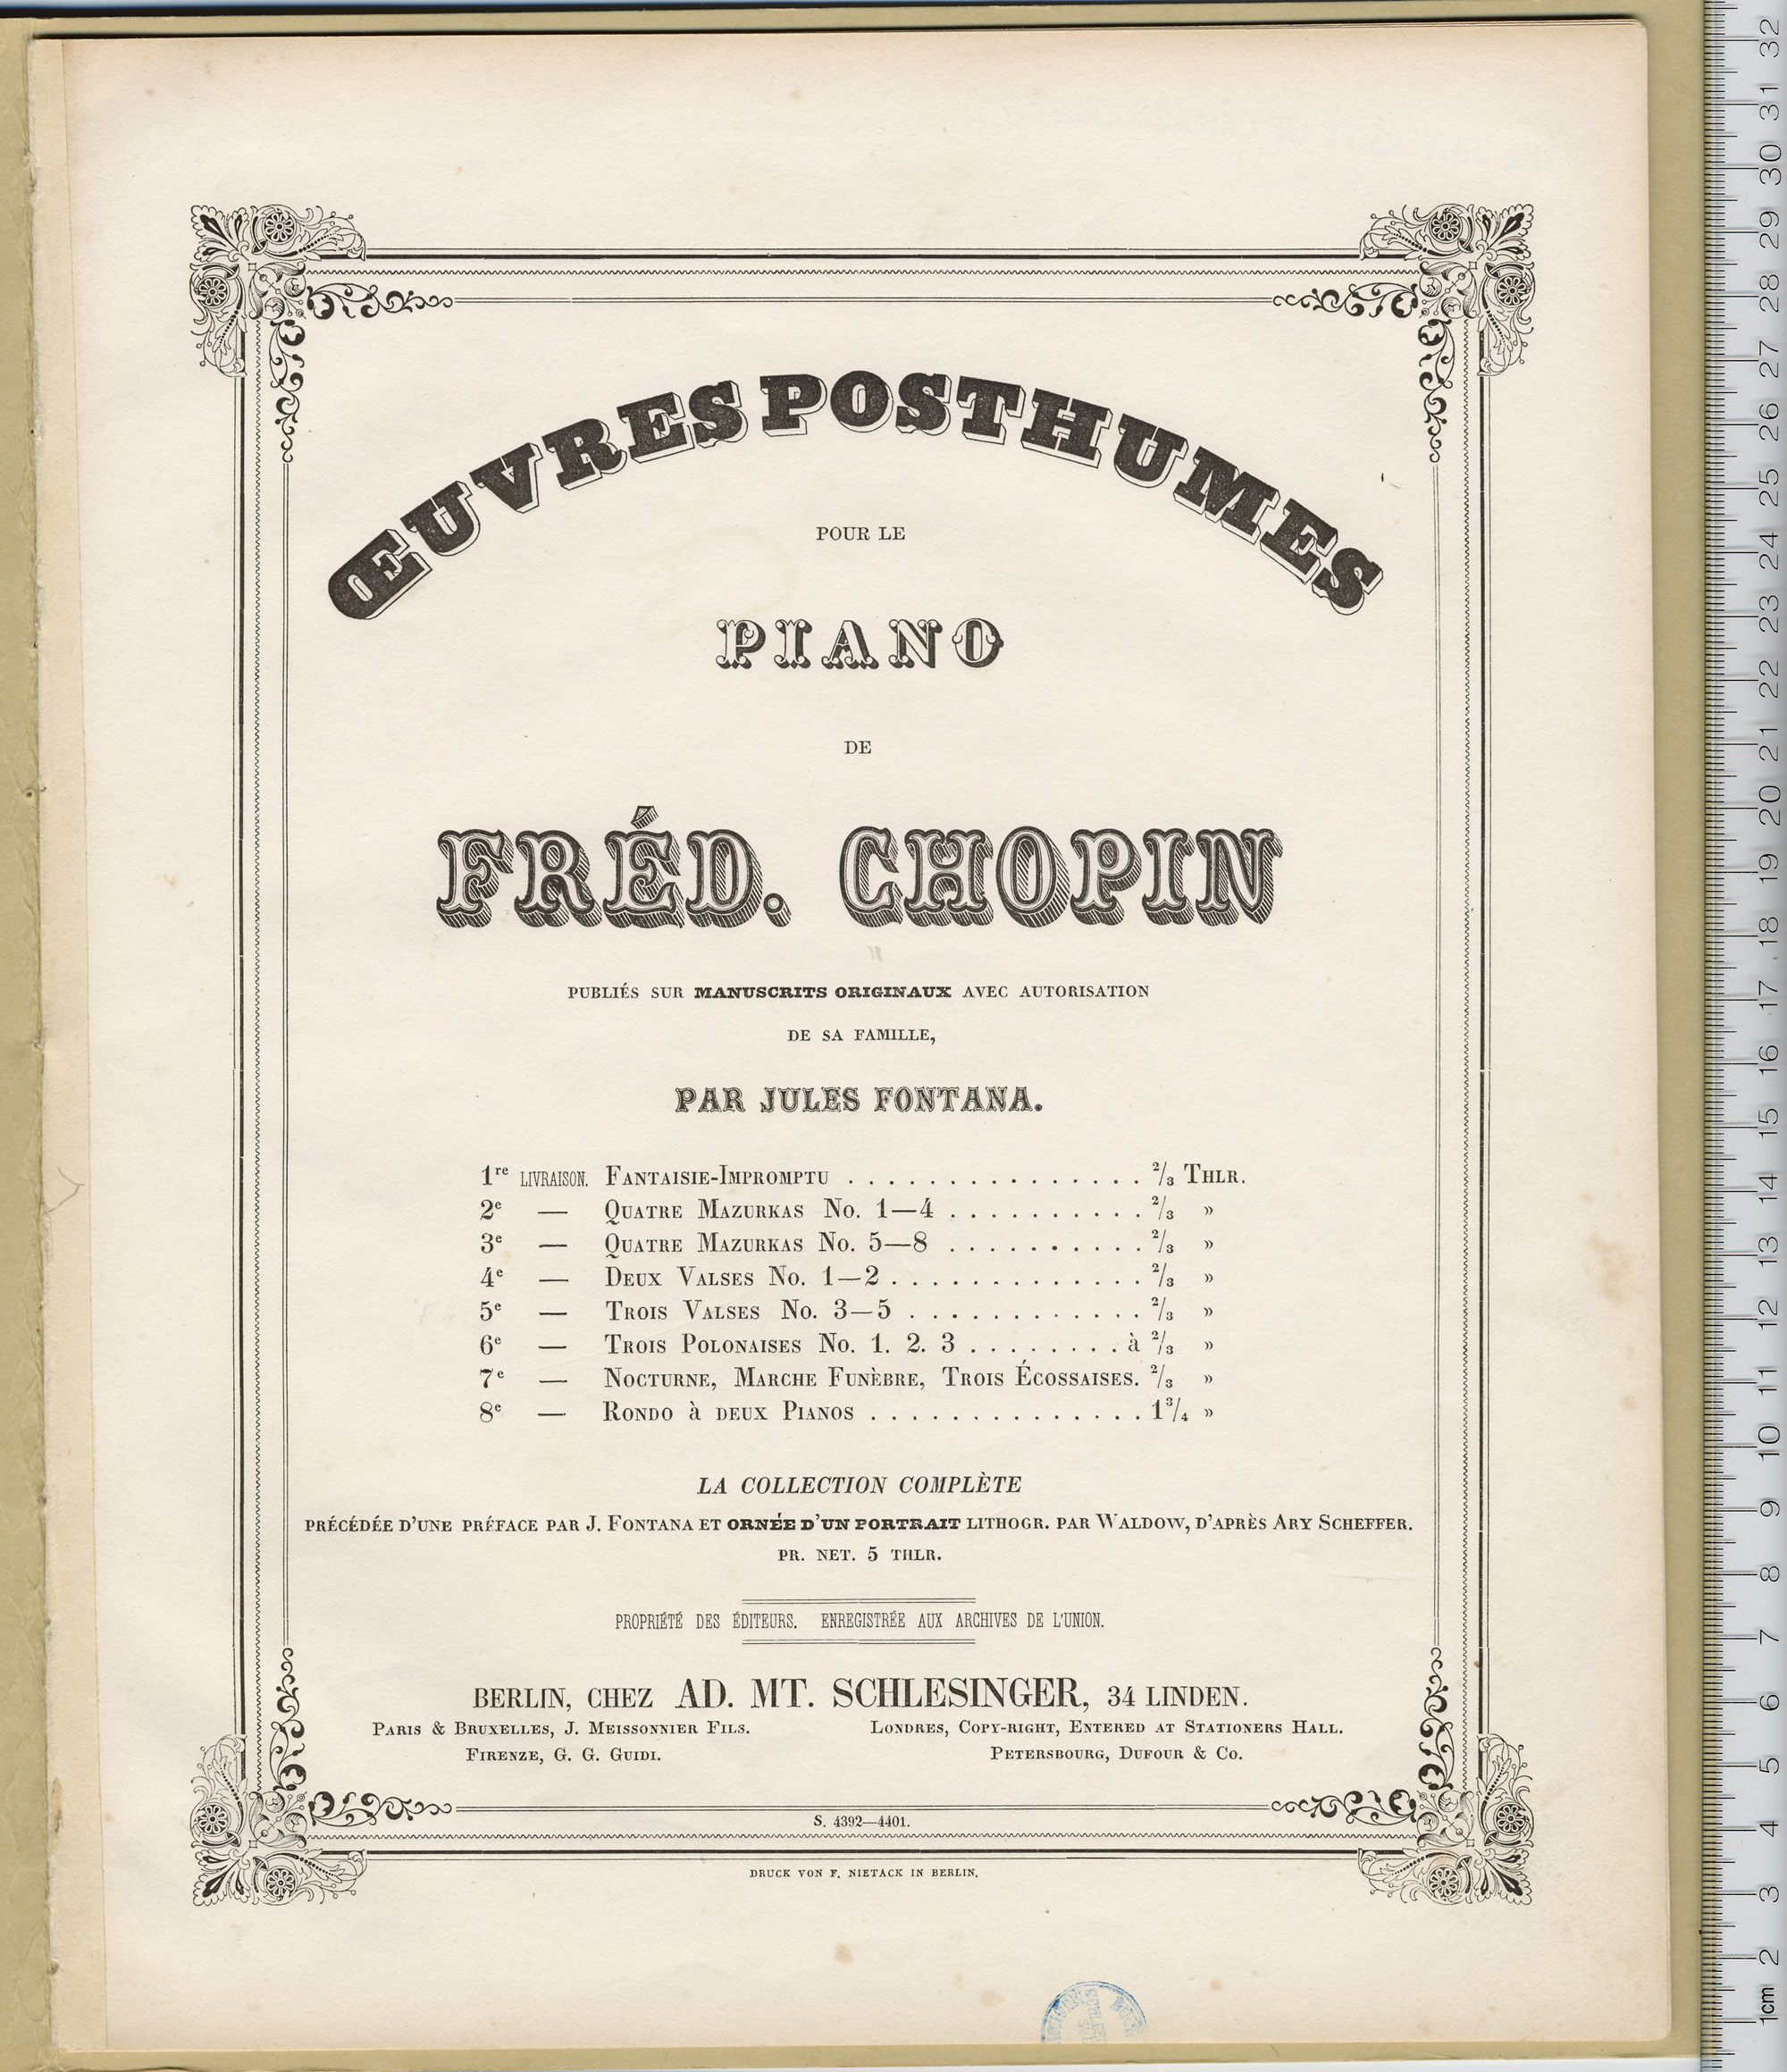 ŒUVRES POSTHUMES
POUR LE
PIANO
DE
FRÉD. CHOPIN
PUBLIÉS SUR MANUSCRITS ORIGINAUX AVEC AUTORISATION
DE SA FAMILLE,
PAR JULES FONTANA.
1re LIVRAISON. FANTAISIE-IMPROMPTU . . . . . . . . . . . . . . . 2/3 THLR.
2e — QUATRE MAZURKAS No. 1—4 . . . . . . . . . . 2/3 »
3e — QUATRE MAZURKAS No. 5—8 . . . . . . . . . . 2/3 »
4e — DEUX VALSES No. 1—2 . . . . . . . . . . . . . 2/3 »
5e — TROIS VALSES No. 3—5 . . . . . . . . . . . . 2/3 »
6e — TROIS POLONAISES No. 1. 2. 3 . . . . . . . . à 2/3 »
7e — NOCTURNE, MARCHE FUNÈBRE, TROIS ÉCOSSAISES. 2/3 »
8e — RONDO à DEUX PIANOS . . . . . . . . . . . . . . 1 3/4 »
LA COLLECTION COMPLÈTE
PRÉCÉDÉE D'UNE PRÉFACE PAR J. FONTANA ET ORNÉE D'UN PORTRAIT LITHOGR. PAR WALDOW, D'APRÈS ARY SCHEFFER.
PR. NET. 5 THLR.
PROPRIÉTÉ DES ÉDITEURS. ENREGISTRÉE AUX ARCHIVES DE L'UNION.
BERLIN, CHEZ AD. MT. SCHLESINGER, 34 LINDEN.
PARIS & BRUXELLES, J. MEISSONNIER FILS. LONDRES, COPY-RIGHT, ENTERED AT STATIONERS HALL.
FIRENZE, G. G. GUIDI. PETERSBOURG, DUFOUR & CO.
S. 4392—4401.
DRUCK VON F. NIETACK IN BERLIN.
32
31
30
29
28
27
26
25
24
23
22
21
20
19
18
17
16
15
14
13
12
11
10
9
8
7
6
5
4
3
2
1cm